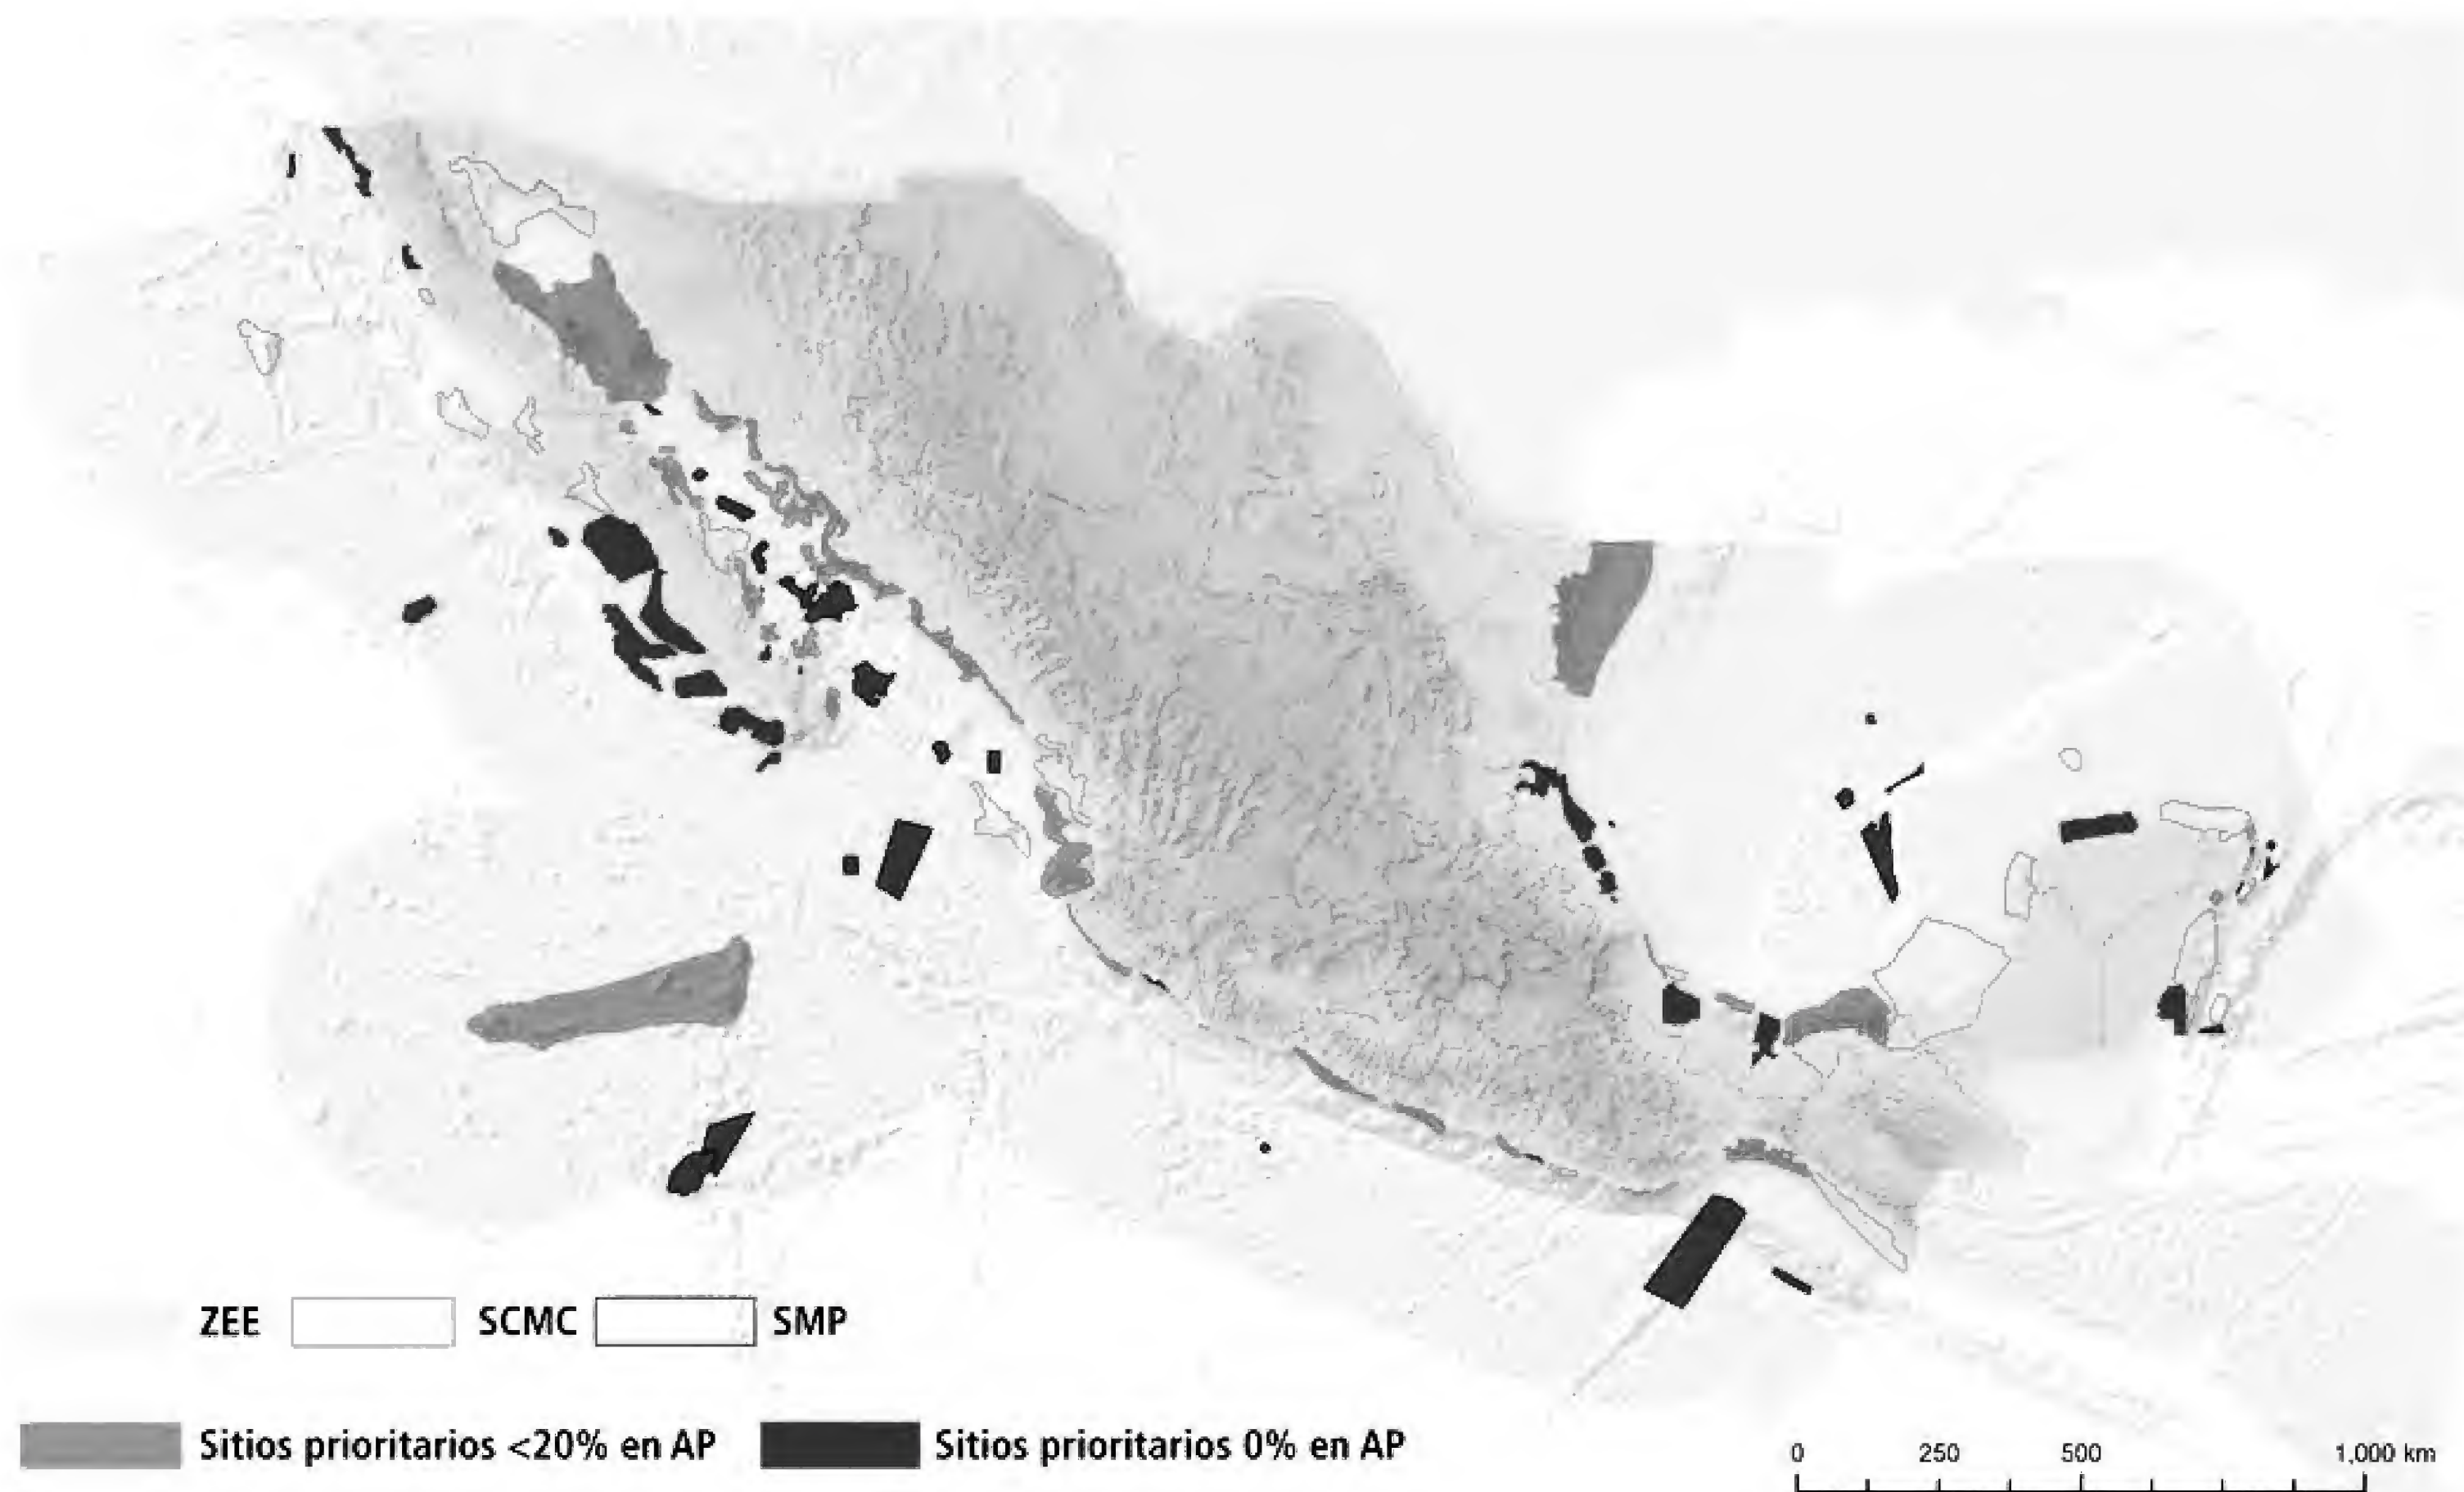 ZEE SCMC SMP
Sitios prioritarios <20% en AP Sitios prioritarios 0% en AP
0 250 500 1,000 km